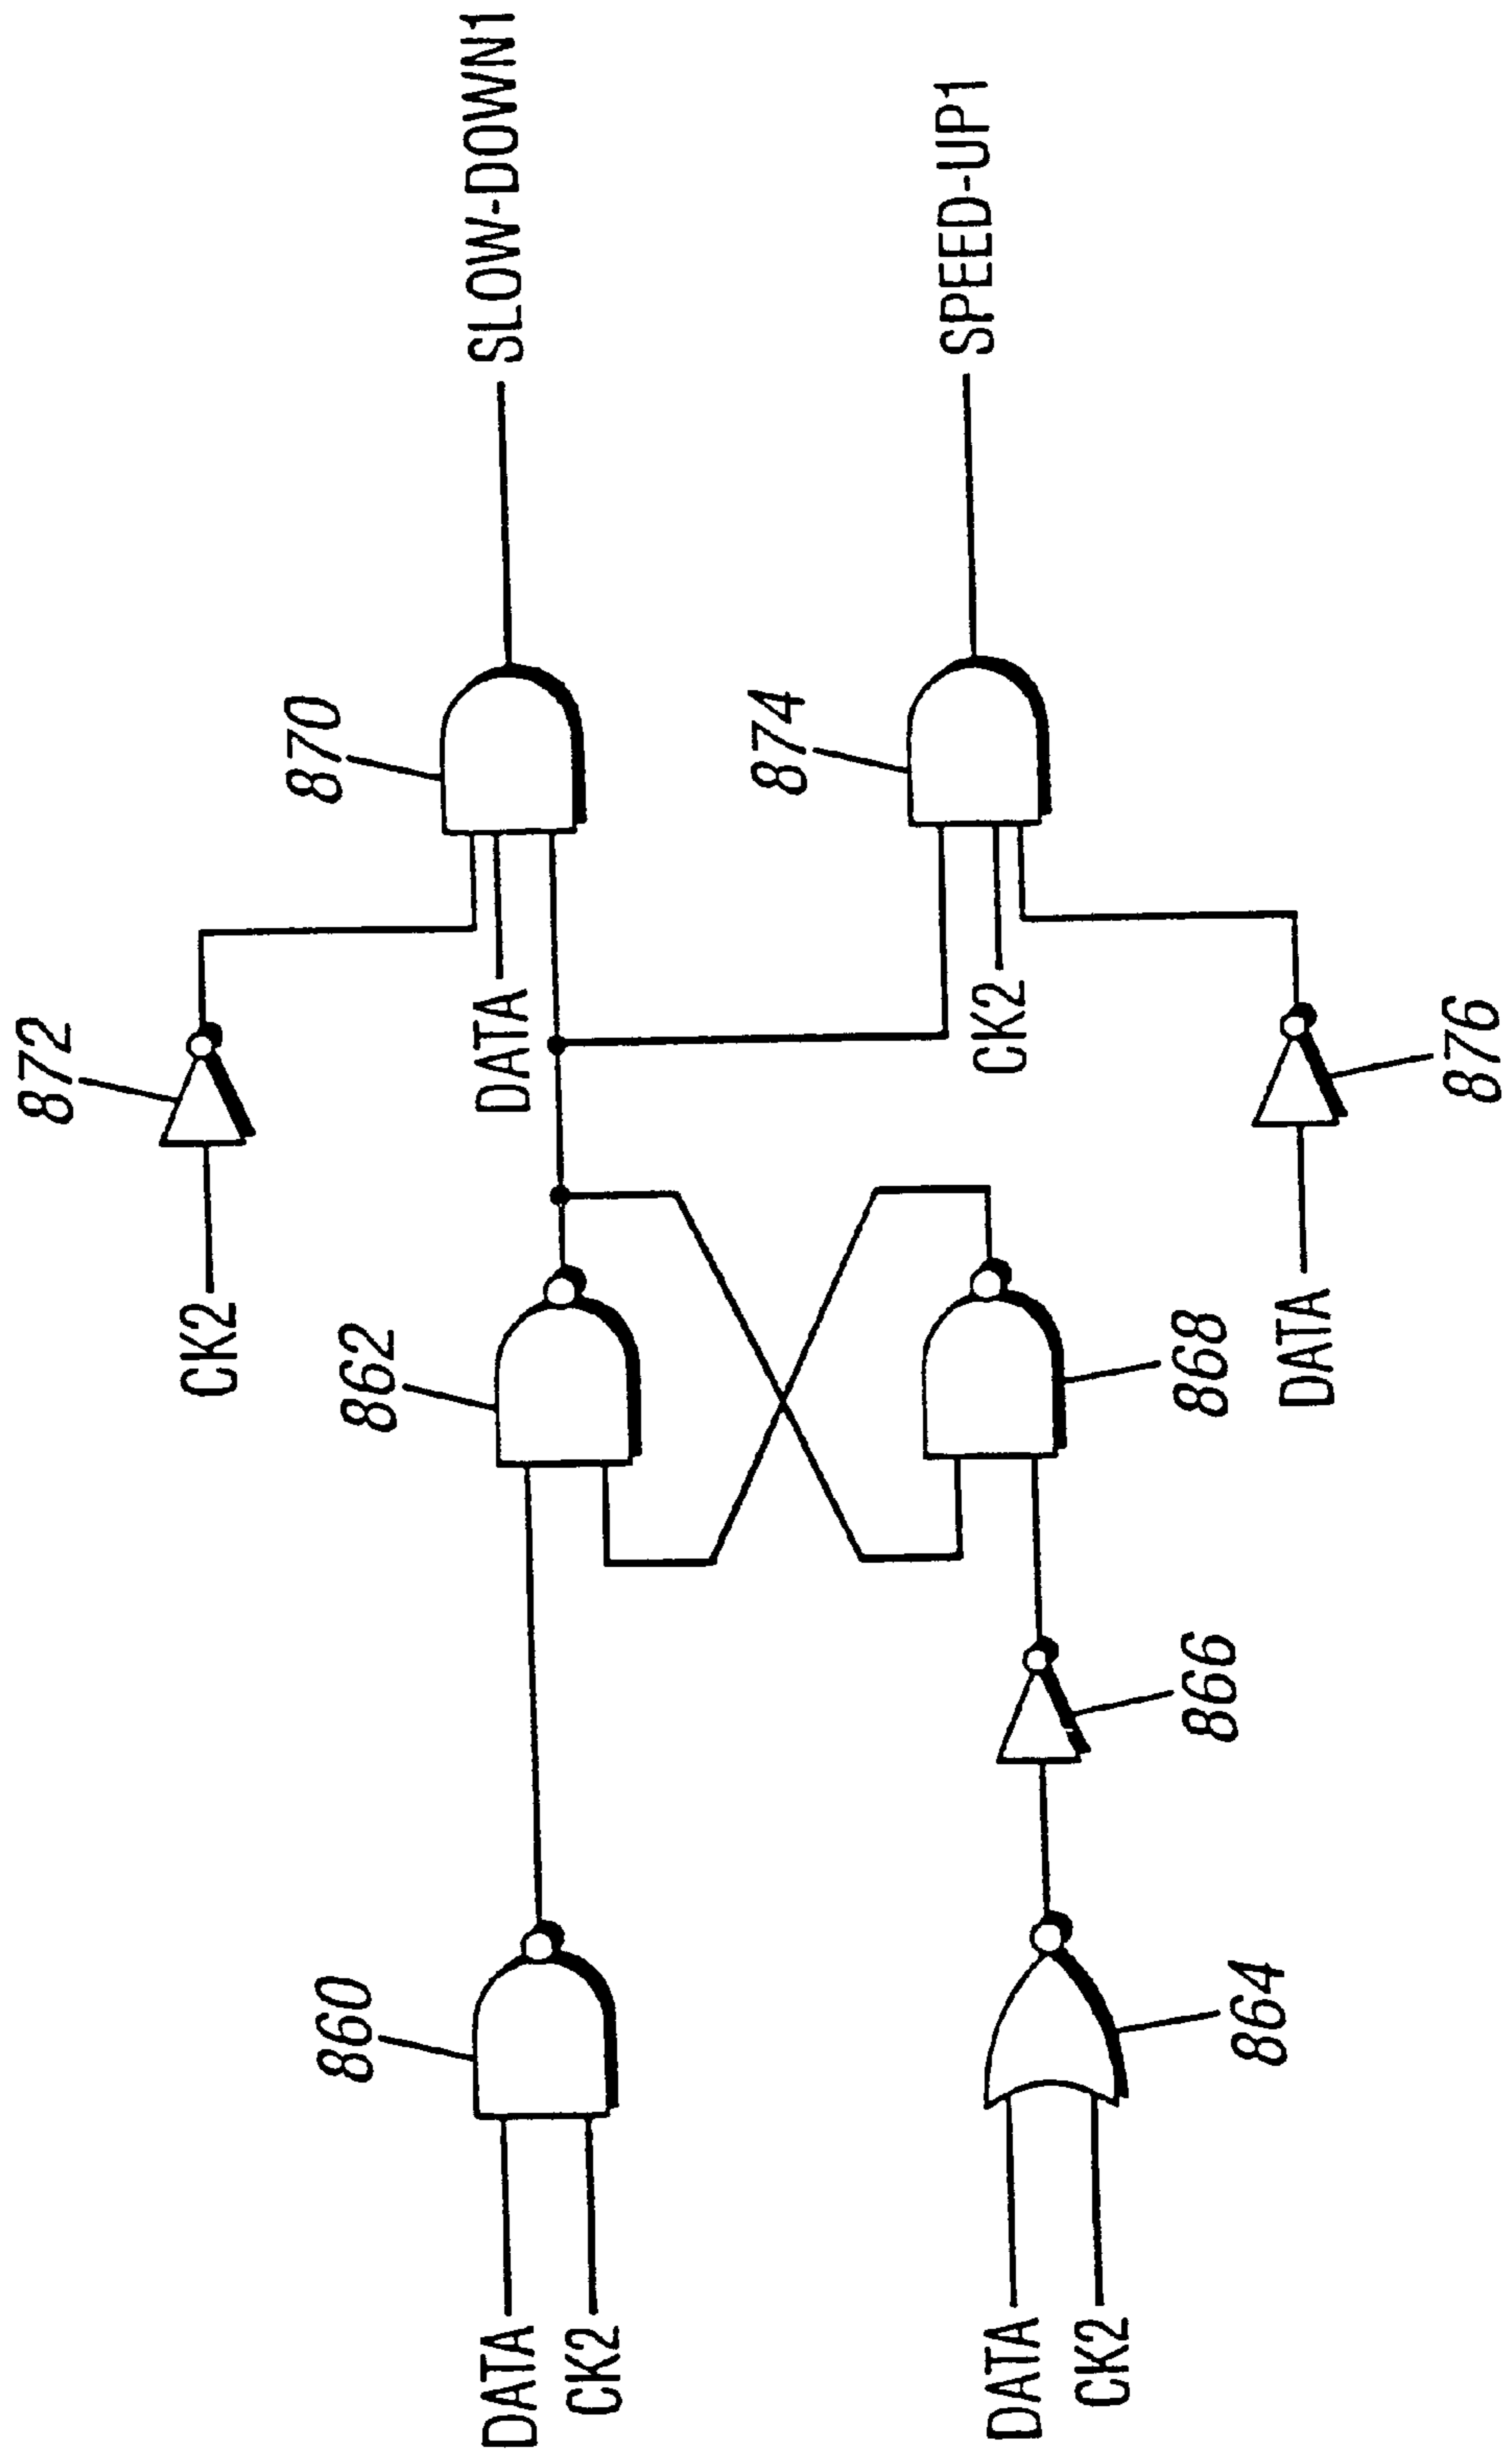 872
CK2
870
SLOW-DOWN1
DATA
862
860
DATA
CK2
874
SPEED-UP1
CK2
868
866
864
DATA
CK2
876
DATA